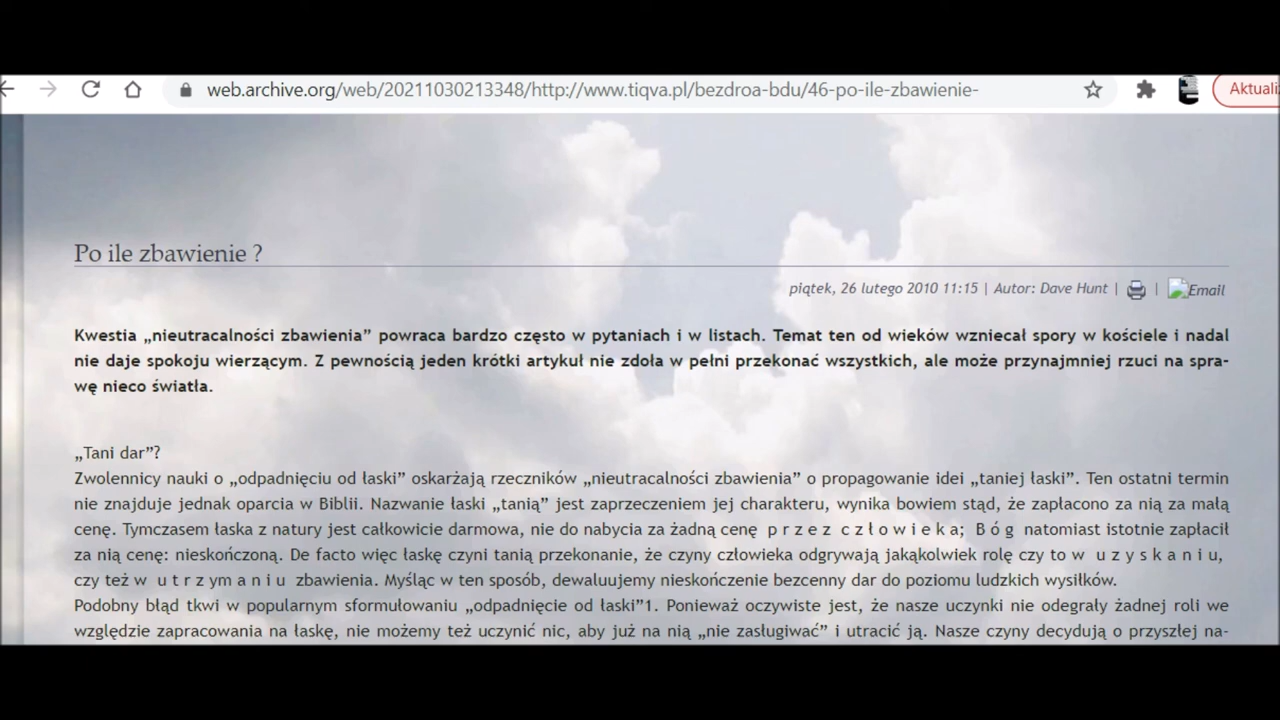 web.archive.org/web/20211030213348/http://www.tiqva.pl/bezdroa-bdu/46-po-ile-zbawienie-
Aktuali
Po ile zbawienie ?
piątek, 26 lutego 2010 11:15 | Autor: Dave Hunt | | Email
Kwestia „nieutracalności zbawienia” powraca bardzo często w pytaniach i w listach. Temat ten od wieków wzniecał spory w kościele i nadal
nie daje spokoju wierzącym. Z pewnością jeden krótki artykuł nie zdoła w pełni przekonać wszystkich, ale może przynajmniej rzuci na spra-
wę nieco światła.
„Tani dar”?
Zwolennicy nauki o „odpadnięciu od łaski” oskarżają rzeczników „nieutracalności zbawienia” o propagowanie idei „taniej łaski”. Ten ostatni termin
nie znajduje jednak oparcia w Biblii. Nazwanie łaski „tanią” jest zaprzeczeniem jej charakteru, wynika bowiem stąd, że zapłacono za nią za małą
cenę. Tymczasem łaska z natury jest całkowicie darmowa, nie do nabycia za żadną cenę p r z e z c z ł o w i e k a; B ó g natomiast istotnie zapłacił
za nią cenę: nieskończoną. De facto więc łaskę czyni tanią przekonanie, że czyny człowieka odgrywają jakąkolwiek rolę czy to w u z y s k a n i u,
czy też w u t r z y m a n i u zbawienia. Myśląc w ten sposób, dewaluujemy nieskończenie bezcenny dar do poziomu ludzkich wysiłków.
Podobny błąd tkwi w popularnym sformułowaniu „odpadnięcie od łaski”1. Ponieważ oczywiste jest, że nasze uczynki nie odegrały żadnej roli we
względzie zapracowania na łaskę, nie możemy też uczynić nic, aby już na nią „nie zasługiwać” i utracić ją. Nasze czyny decydują o przyszłej na-